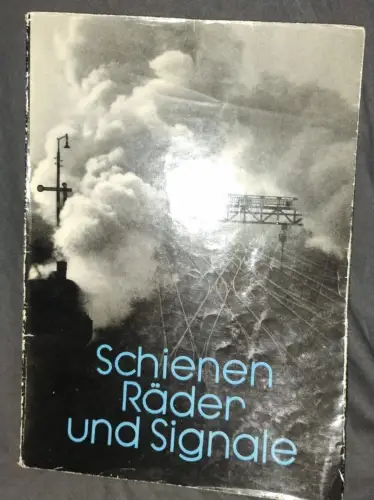 Schienen
Räder
und Signale